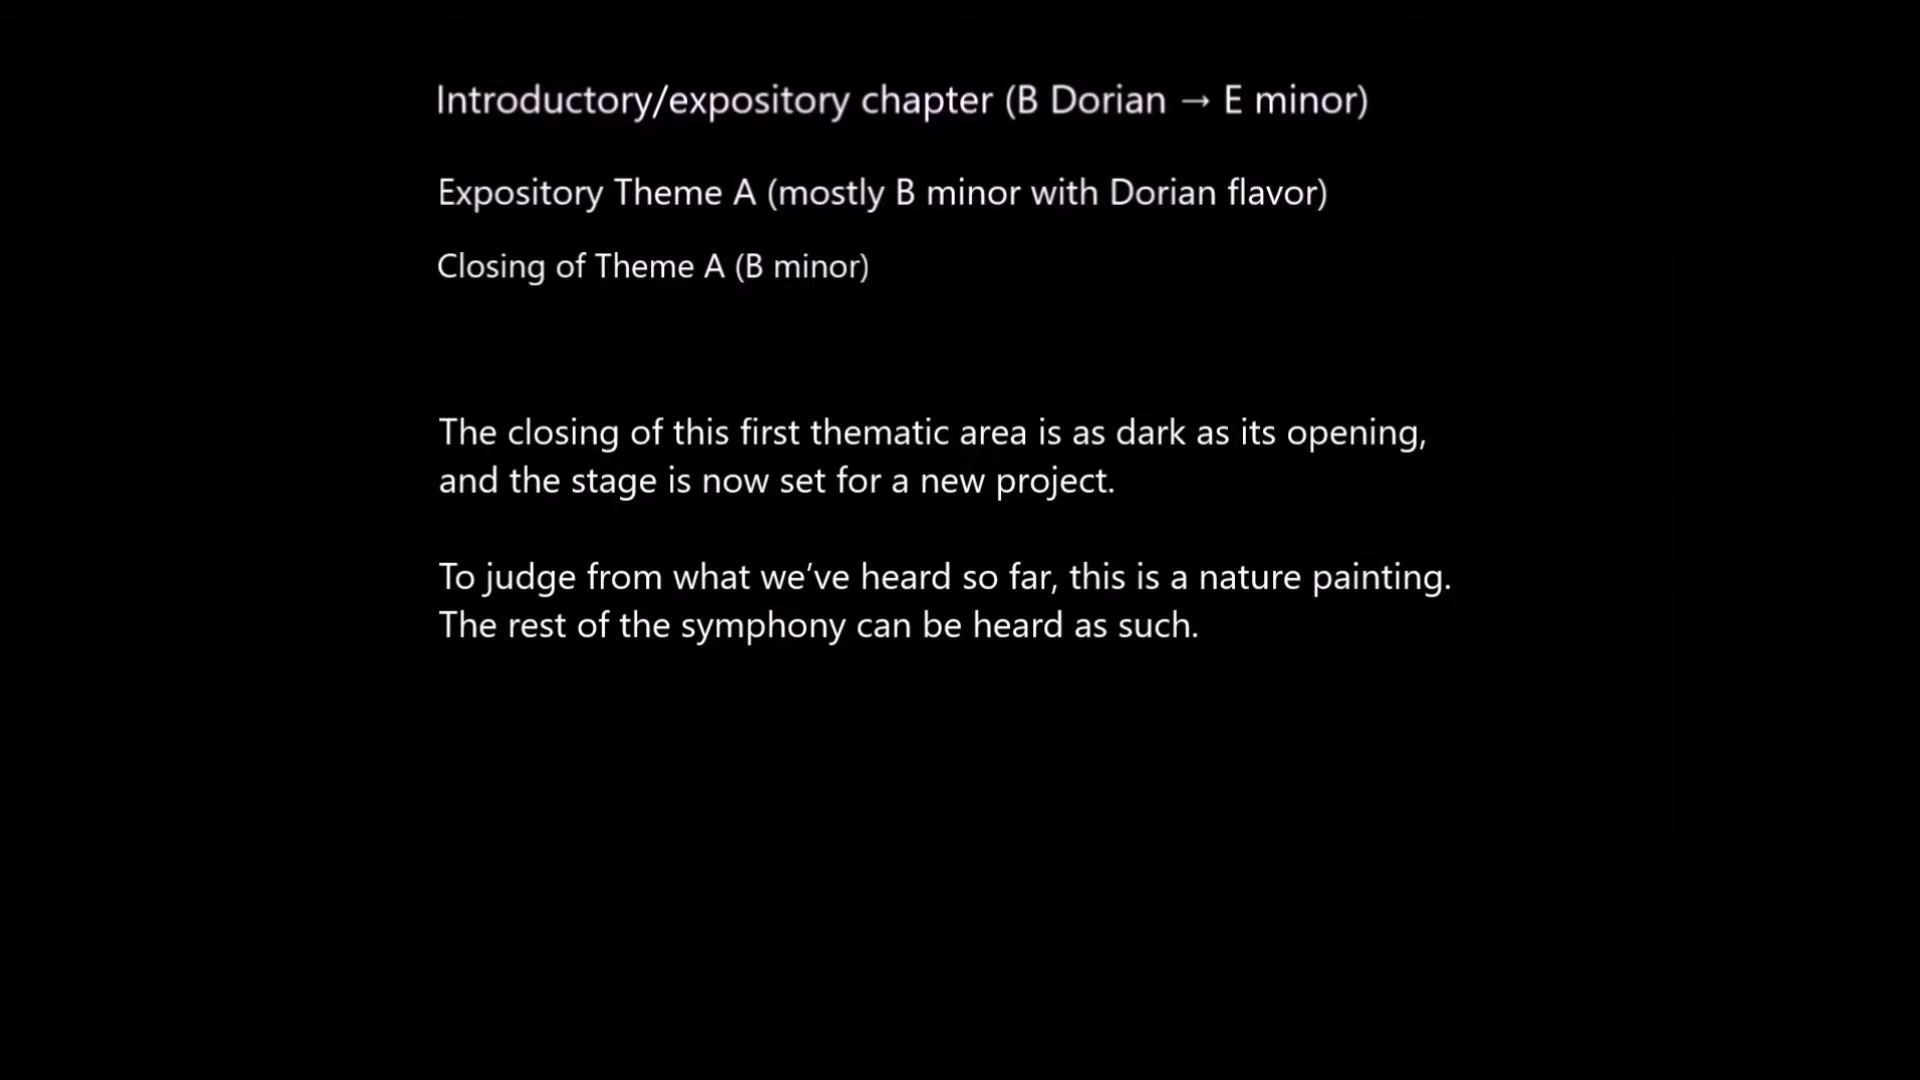 Introductory/expository chapter (B Dorian → E minor)
Expository Theme A (mostly B minor with Dorian flavor)
Closing of Theme A (B minor)
The closing of this first thematic area is as dark as its opening,
and the stage is now set for a new project.
To judge from what we’ve heard so far, this is a nature painting.
The rest of the symphony can be heard as such.